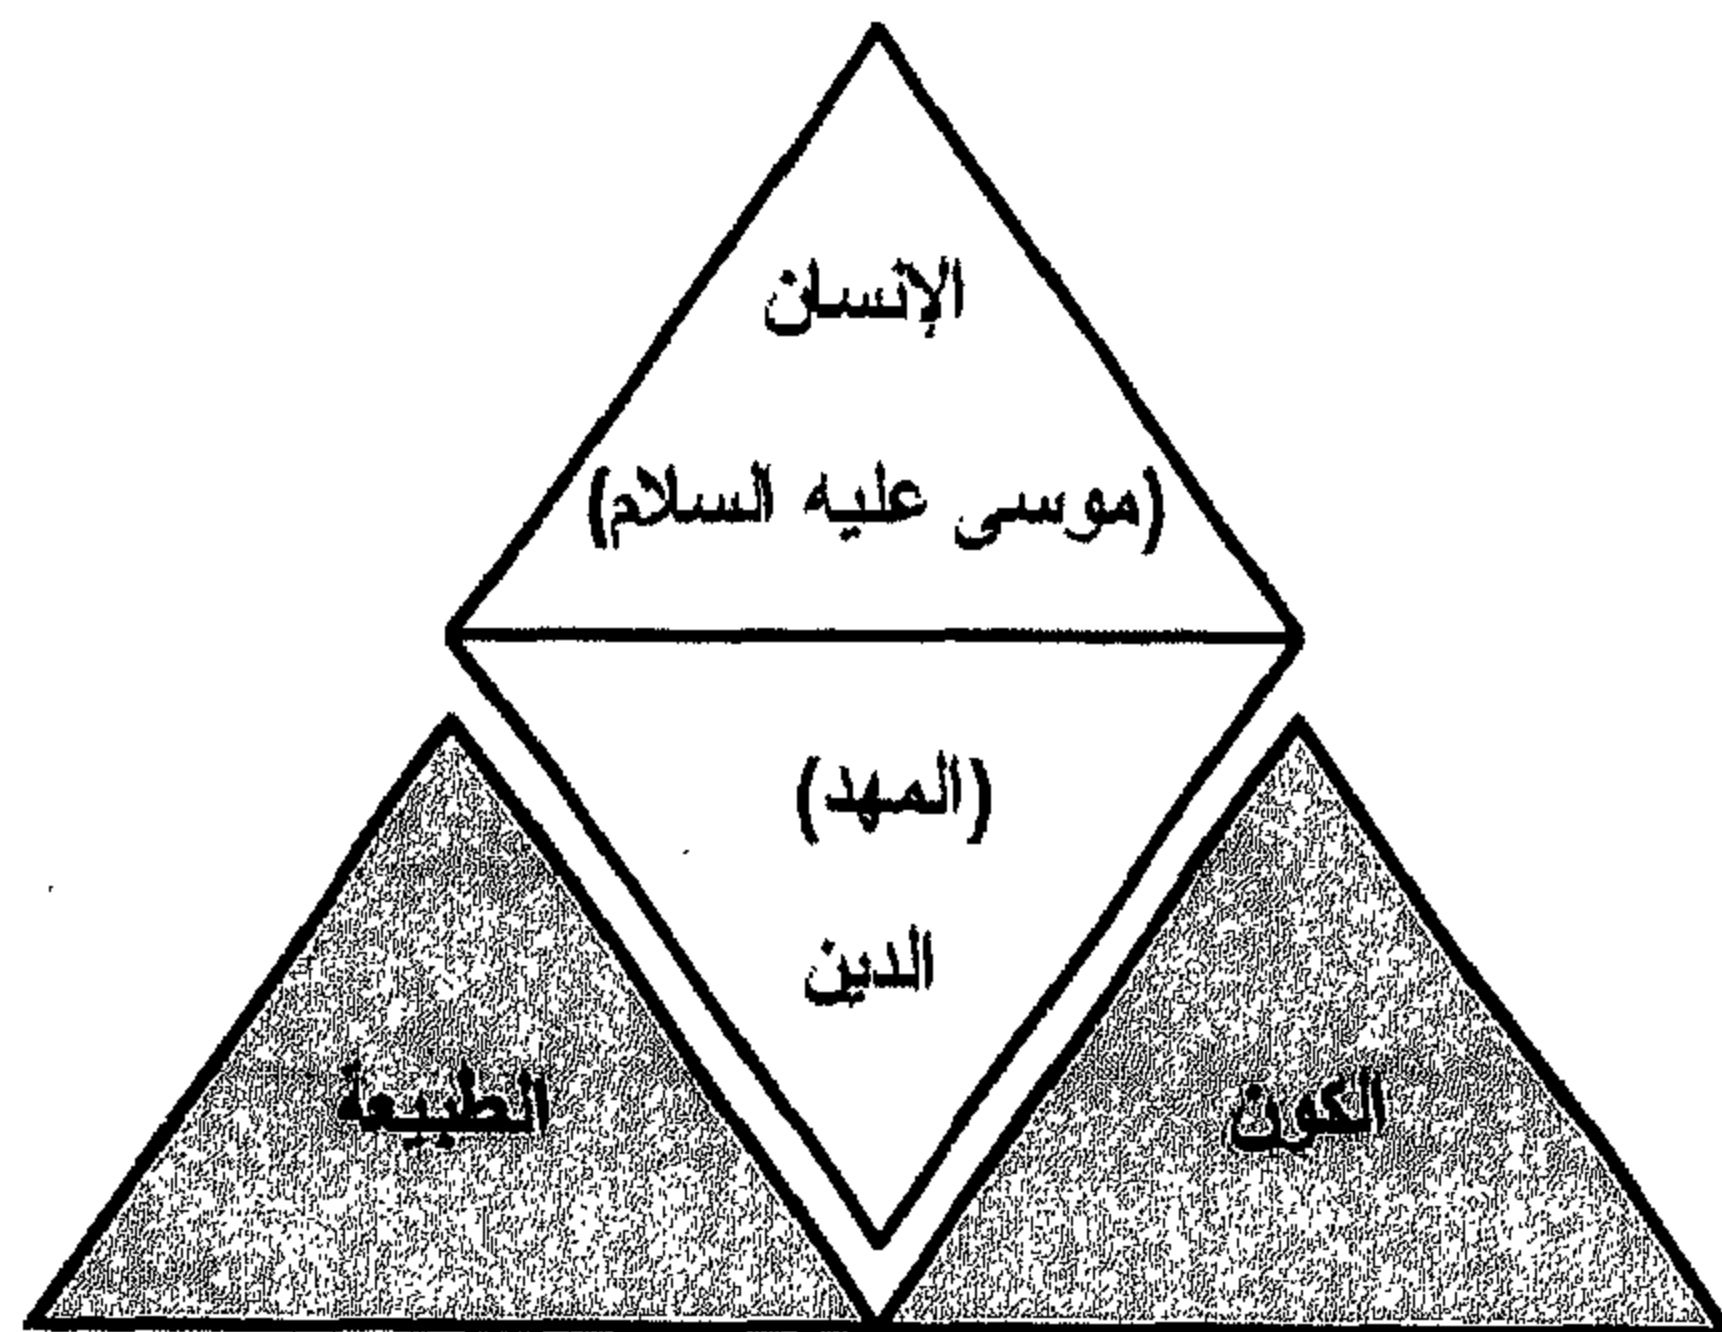 الإنسان
(موسى عليه السلام)
(المهد)
الدين
الكون
الطبيعة